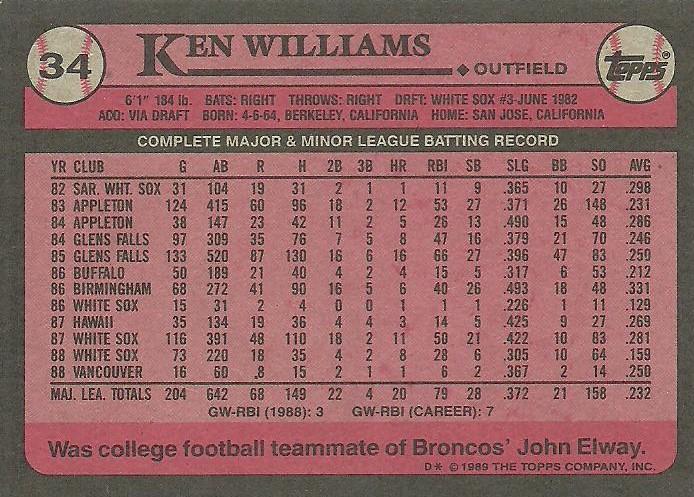 34
KEN WILLIAMS
OUTFIELD
TOPPS®
6'1" 184 lb. BATS: RIGHT THROWS: RIGHT DRFT: WHITE SOX #3-JUNE 1982
ACQ: VIA DRAFT BORN: 4-6-64, BERKELEY, CALIFORNIA HOME: SAN JOSE, CALIFORNIA
COMPLETE MAJOR & MINOR LEAGUE BATTING RECORD
YR CLUB G AB R H 2B 3B HR RBI SB SLG BB SO AVG
82 SAR. WHT. SOX 31 104 19 31 2 1 1 11 9 .365 10 27 .298
83 APPLETON 124 415 60 96 18 2 12 53 27 .371 26 148 .231
84 APPLETON 38 147 23 42 11 2 5 26 13 .490 15 48 .286
84 GLENS FALLS 97 309 35 76 7 5 8 47 16 .379 21 70 .246
85 GLENS FALLS 133 520 87 130 16 6 16 66 27 .396 67 83 .250
86 BUFFALO 50 189 21 40 4 2 4 15 5 .317 6 53 .212
86 BIRMINGHAM 68 272 41 90 16 5 6 40 26 .493 18 48 .331
86 WHITE SOX 15 31 2 4 0 0 1 1 1 .226 1 11 .129
87 HAWAII 35 134 19 36 4 4 3 14 5 .425 9 27 .269
87 WHITE SOX 116 391 48 110 18 2 11 50 21 .422 10 83 .281
88 WHITE SOX 73 220 18 35 4 2 8 28 6 .305 10 64 .159
88 VANCOUVER 16 60 .8 15 2 1 1 6 2 .367 2 14 .250
MAJ. LEA. TOTALS 204 642 68 149 22 4 20 79 28 .372 21 158 .232
GW-RBI (1988): 3 GW-RBI (CAREER): 7
Was college football teammate of Broncos' John Elway.
D* © 1989 THE TOPPS COMPANY, INC.